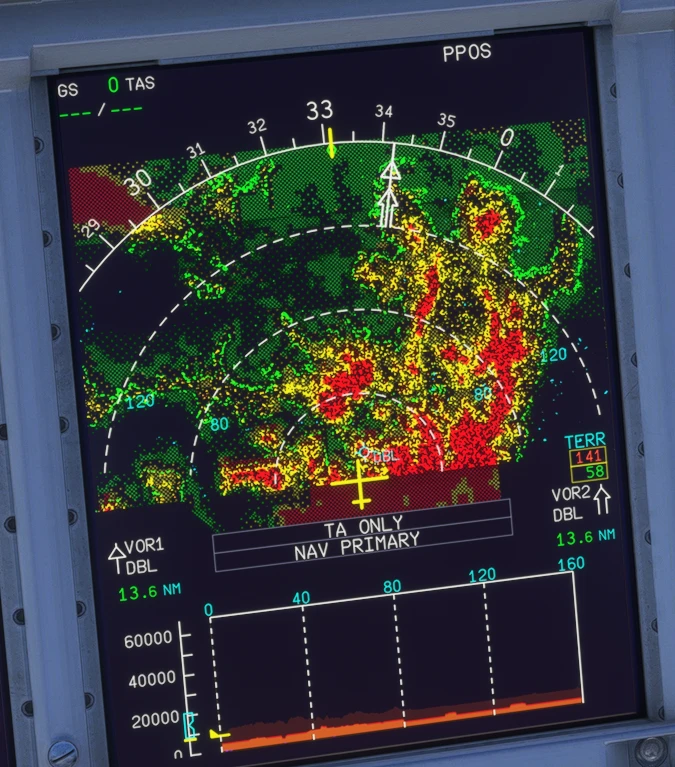 PPOS
GS 0 TAS
---/---
33
34
32
35
31
0
30
1
29
120
120
80
80
DBL
TERR
141
58
VOR2
DBL
13.6 NM
TA ONLY
NAV PRIMARY
VOR1
DBL
13.6 NM
0 40 80 120 160
60000
40000
20000
0